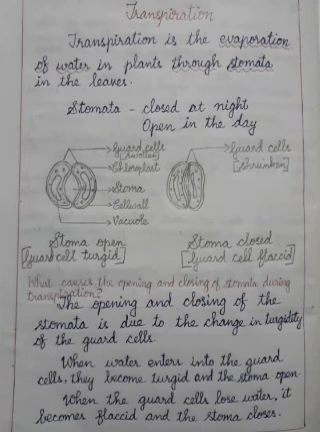 Transpiration
Transpiration is the evaporation
of water in plants through stomata
in the leaves.
Stomata - closed at night
Open in the day
Guard cells
(swollen)
Chloroplast
Stoma
Cellwall
Vacuole
Guard cells
[shrunken]
Stoma open
[Guard cell turgid]
Stoma closed
[Guard cell flaccid]
What causes the opening and closing of stomata during
transpiration?
The opening and closing of the
stomata is due to the change in turgidity
of the guard cells.
When water enters into the guard
cells, they become turgid and the stoma open.
When the guard cells lose water, it
becomes flaccid and the stoma closes.